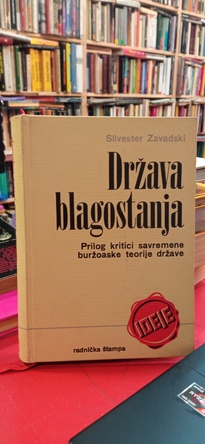 Silvester Zavadski
Država
blagostanja
Prilog kritici savremene
buržoaske teorije države
IDEJE
radnička štampa